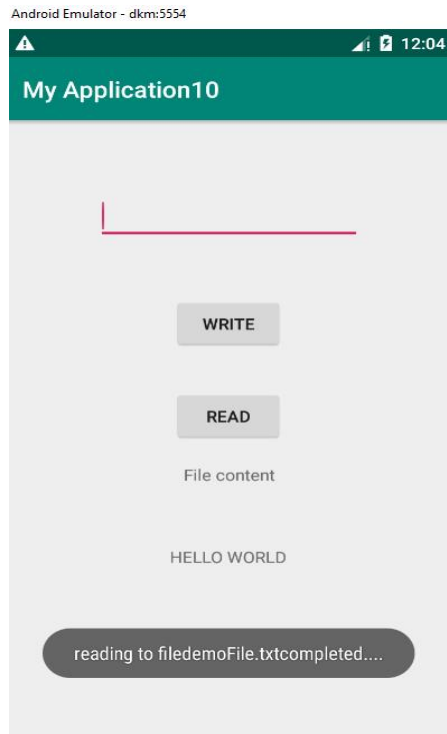 Android Emulator - dkm:5554
12:04
My Application10
WRITE
READ
File content
HELLO WORLD
reading to filedemoFile.txtcompleted....